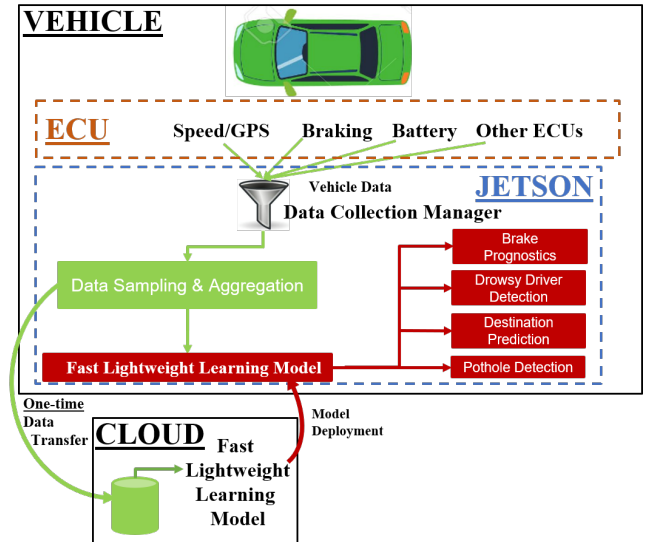 VEHICLE
ECU
Speed/GPS Braking Battery Other ECUs
Vehicle Data
JETSON
Data Collection Manager
Data Sampling & Aggregation
Brake
Prognostics
Drowsy Driver
Detection
Destination
Prediction
Pothole Detection
Fast Lightweight Learning Model
One-time
Data
Transfer
Model
Deployment
CLOUD
Fast
Lightweight
Learning
Model